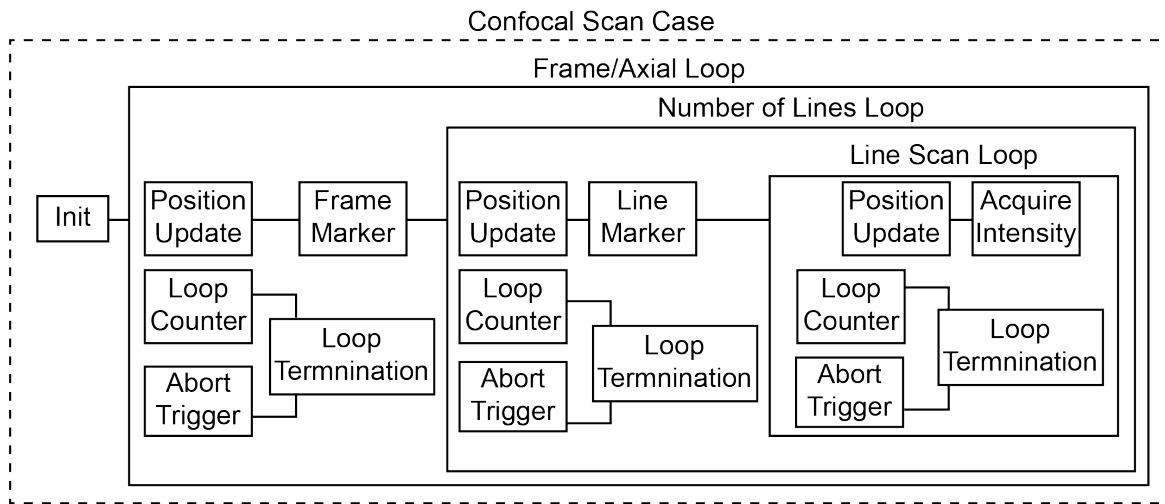 Confocal Scan Case
Frame/Axial Loop
Number of Lines Loop
Line Scan Loop
Init
Position
Update
Frame
Marker
Loop
Counter
Abort
Trigger
Loop
Termnination
Position
Update
Line
Marker
Loop
Counter
Abort
Trigger
Loop
Termnination
Position
Update
Acquire
Intensity
Loop
Counter
Abort
Trigger
Loop
Termnination